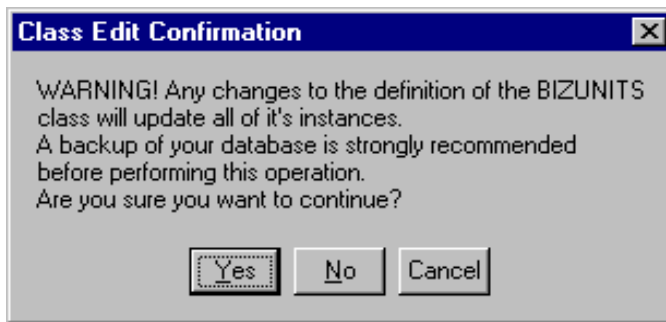 Class Edit Confirmation
WARNING! Any changes to the definition of the BIZUNITS
class will update all of it's instances.
A backup of your database is strongly recommended
before performing this operation.
Are you sure you want to continue?
Yes No Cancel